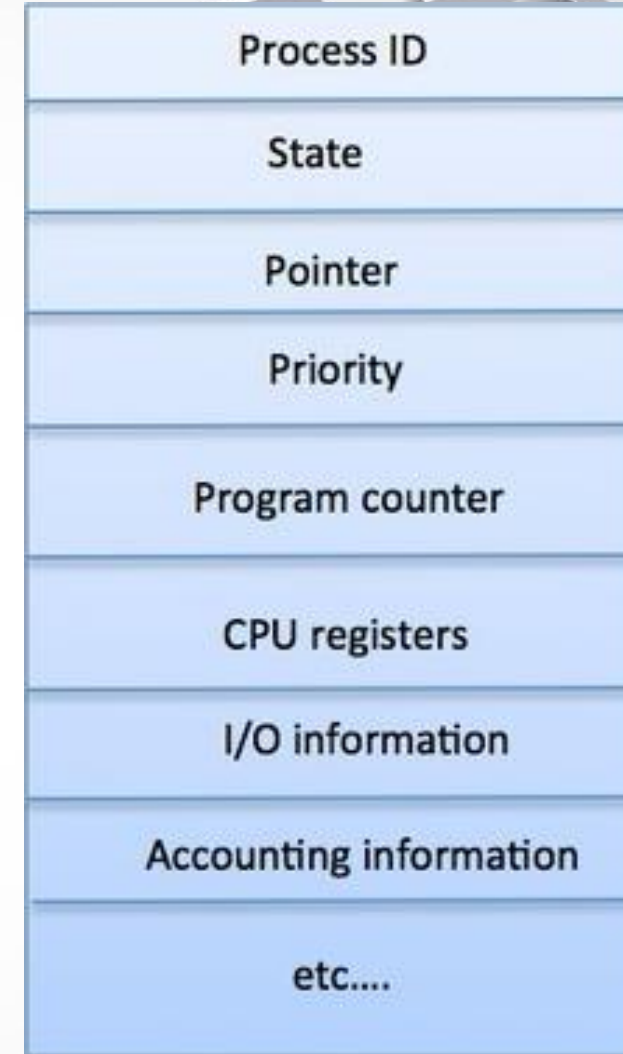 Process ID
State
Pointer
Priority
Program counter
CPU registers
I/O information
Accounting information
etc....